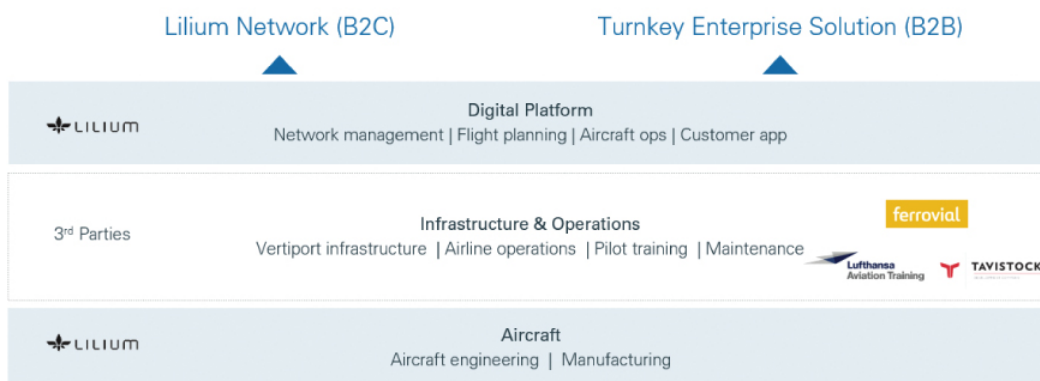 Lilium Network (B2C)
Turnkey Enterprise Solution (B2B)
LILIUM
Digital Platform
Network management | Flight planning | Aircraft ops | Customer app
3rd Parties
Infrastructure & Operations
Vertiport infrastructure | Airline operations | Pilot training | Maintenance
ferrovial
Lufthansa
Aviation Training
TAVISTOCK
LILIUM
Aircraft
Aircraft engineering | Manufacturing